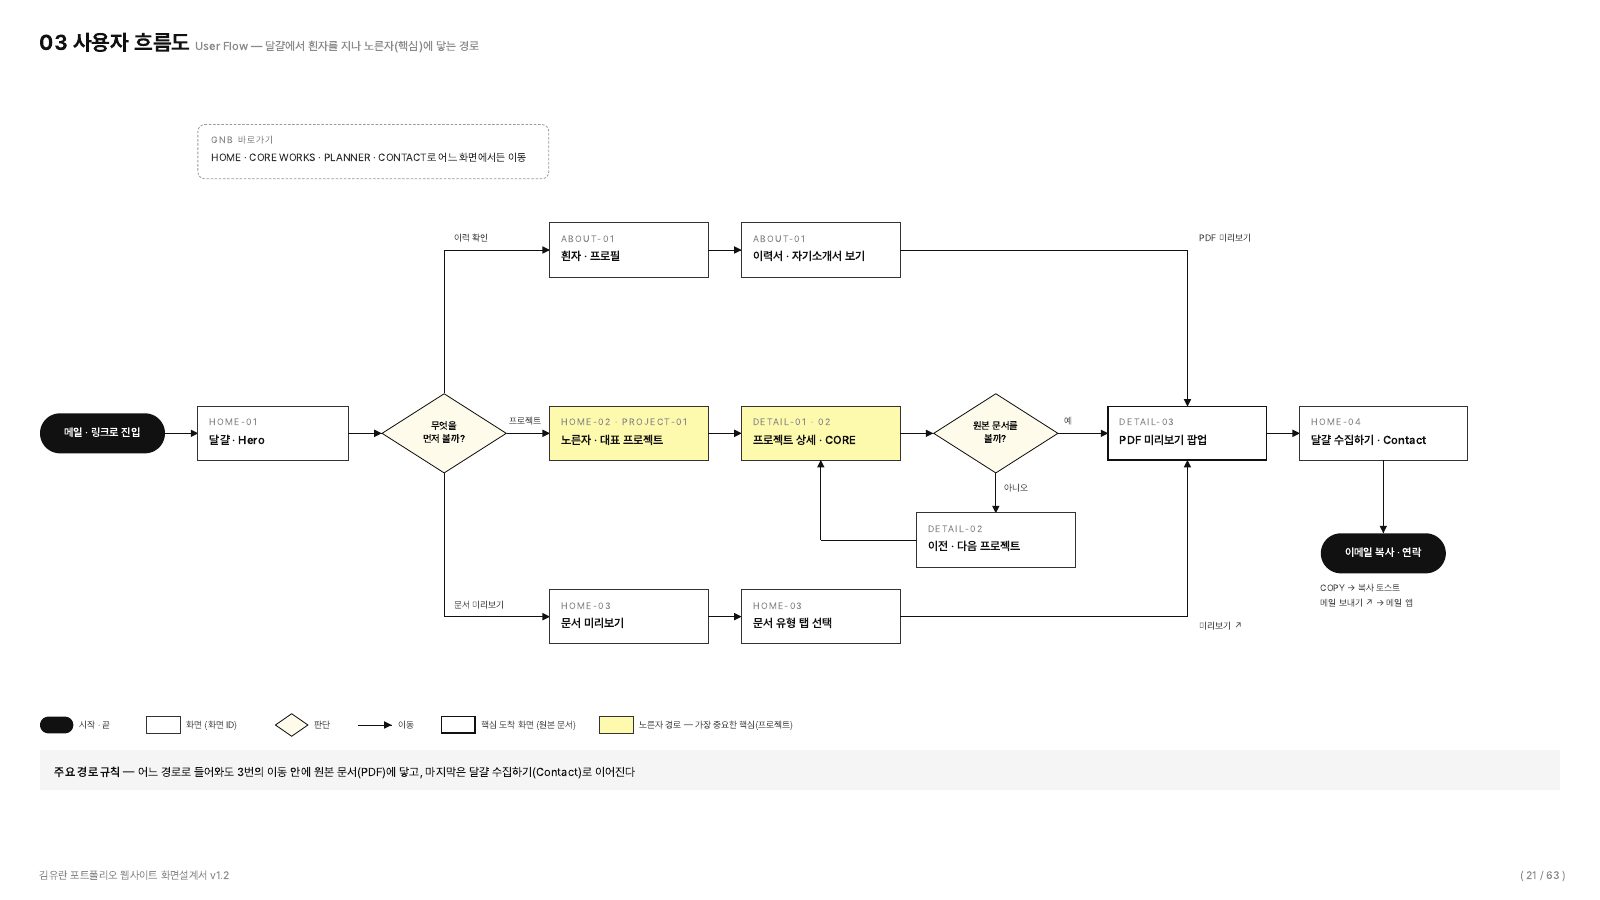 03 사용자 흐름도 User Flow — 달걀에서 흰자를 지나 노른자(핵심)에 닿는 경로
GNB 바로가기
HOME · CORE WORKS · PLANNER · CONTACT로 어느 화면에서든 이동
이력 확인
ABOUT-01
흰자 · 프로필
ABOUT-01
이력서 · 자기소개서 보기
PDF 미리보기
메일 · 링크로 진입
HOME-01
달걀 · Hero
무엇을
먼저 볼까?
프로젝트
HOME-02 · PROJECT-01
노른자 · 대표 프로젝트
DETAIL-01 · 02
프로젝트 상세 · CORE
원본 문서를
볼까?
예
DETAIL-03
PDF 미리보기 팝업
HOME-04
달걀 수집하기 · Contact
아니오
DETAIL-02
이전 · 다음 프로젝트
이메일 복사 · 연락
COPY → 복사 토스트
메일 보내기 ↗ → 메일 앱
문서 미리보기
HOME-03
문서 미리보기
HOME-03
문서 유형 탭 선택
미리보기 ↗
시작 · 끝
화면 (화면 ID)
판단
이동
핵심 도착 화면 (원본 문서)
노른자 경로 — 가장 중요한 핵심(프로젝트)
주요 경로 규칙 — 어느 경로로 들어와도 3번의 이동 안에 원본 문서(PDF)에 닿고, 마지막은 달걀 수집하기(Contact)로 이어진다
김유란 포트폴리오 웹사이트 화면설계서 v1.2
( 21 / 63 )